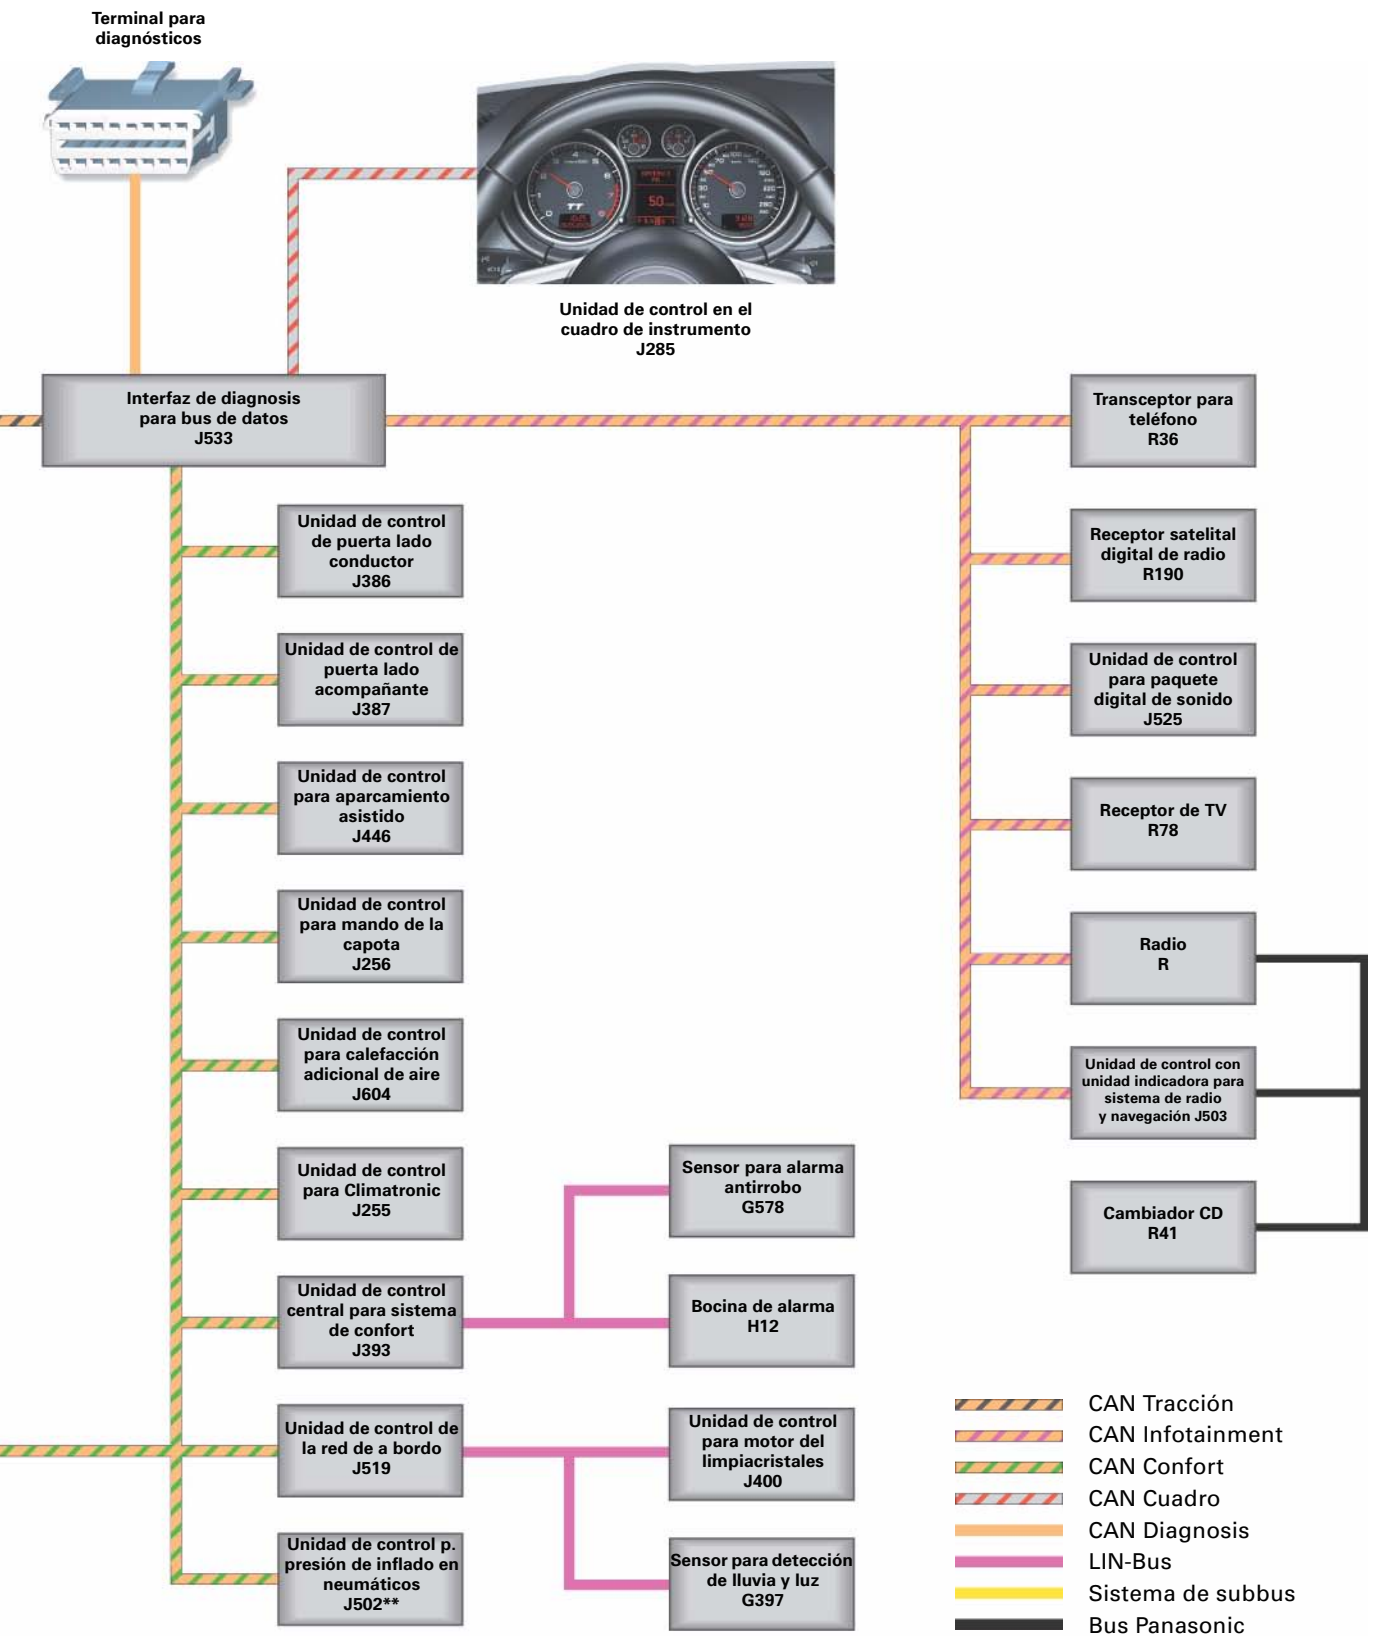 Terminal para
diagnósticos
Unidad de control en el
cuadro de instrumento
J285
Interfaz de diagnosis
para bus de datos
J533
Unidad de control
de puerta lado
conductor
J386
Unidad de control de
puerta lado
acompañante
J387
Unidad de control
para aparcamiento
asistido
J446
Unidad de control
para mando de la
capota
J256
Unidad de control
para calefacción
adicional de aire
J604
Unidad de control
para Climatronic
J255
Unidad de control
central para sistema
de confort
J393
Unidad de control de
la red de a bordo
J519
Unidad de control p.
presión de inflado en
neumáticos
J502**
Sensor para alarma
antirrobo
G578
Bocina de alarma
H12
Unidad de control
para motor del
limpiacristales
J400
Sensor para detección
de lluvia y luz
G397
Transceptor para
teléfono
R36
Receptor satelital
digital de radio
R190
Unidad de control
para paquete
digital de sonido
J525
Receptor de TV
R78
Radio
R
Unidad de control con
unidad indicadora para
sistema de radio
y navegación J503
Cambiador CD
R41
CAN Tracción
CAN Infotainment
CAN Confort
CAN Cuadro
CAN Diagnosis
LIN-Bus
Sistema de subbus
Bus Panasonic
TT
50